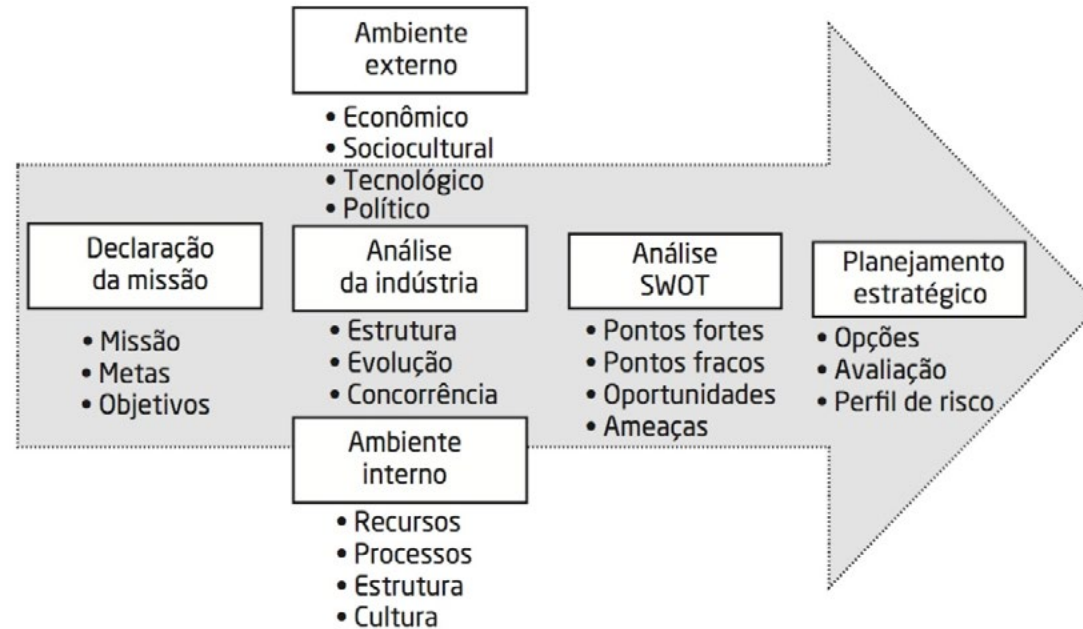 Ambiente
externo
• Econômico
• Sociocultural
• Tecnológico
• Político
Declaração
da missão
• Missão
• Metas
• Objetivos
Análise
da indústria
• Estrutura
• Evolução
• Concorrência
Ambiente
interno
• Recursos
• Processos
• Estrutura
• Cultura
Análise
SWOT
• Pontos fortes
• Pontos fracos
• Oportunidades
• Ameaças
Planejamento
estratégico
• Opções
• Avaliação
• Perfil de risco